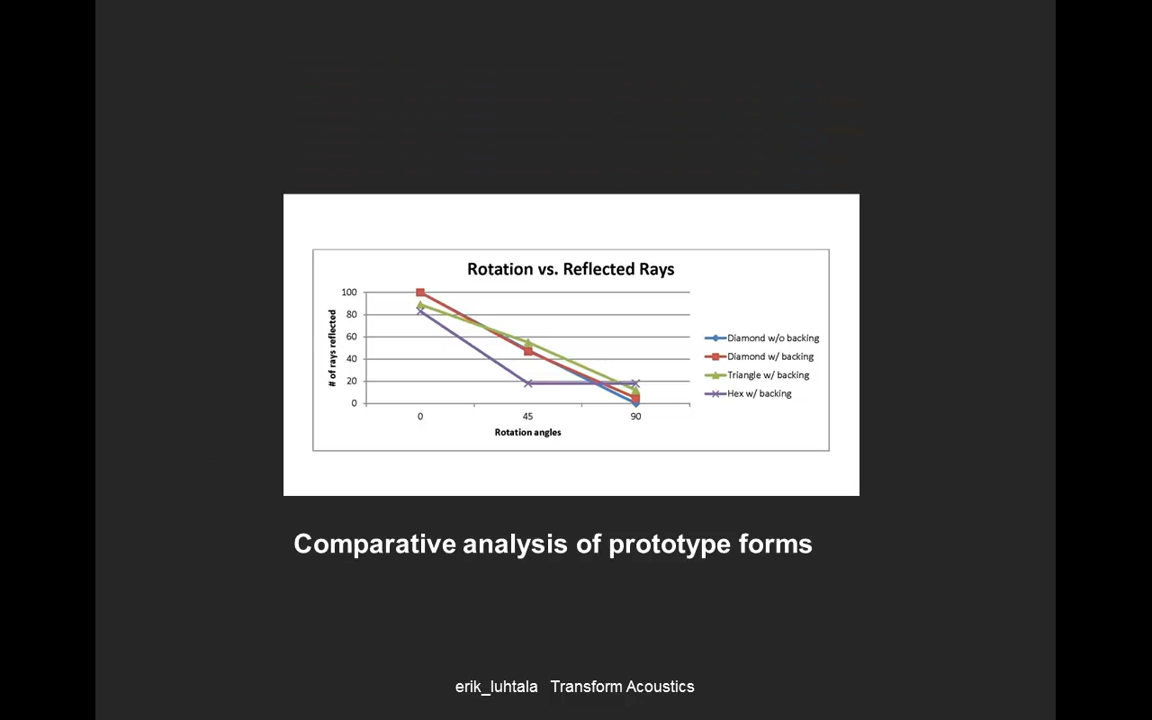 Rotation vs. Reflected Rays
# of rays reflected
100
80
60
40
20
0
0 45 90
Rotation angles
Diamond w/o backing
Diamond w/ backing
Triangle w/ backing
Hex w/ backing
Comparative analysis of prototype forms
erik_luhtala Transform Acoustics